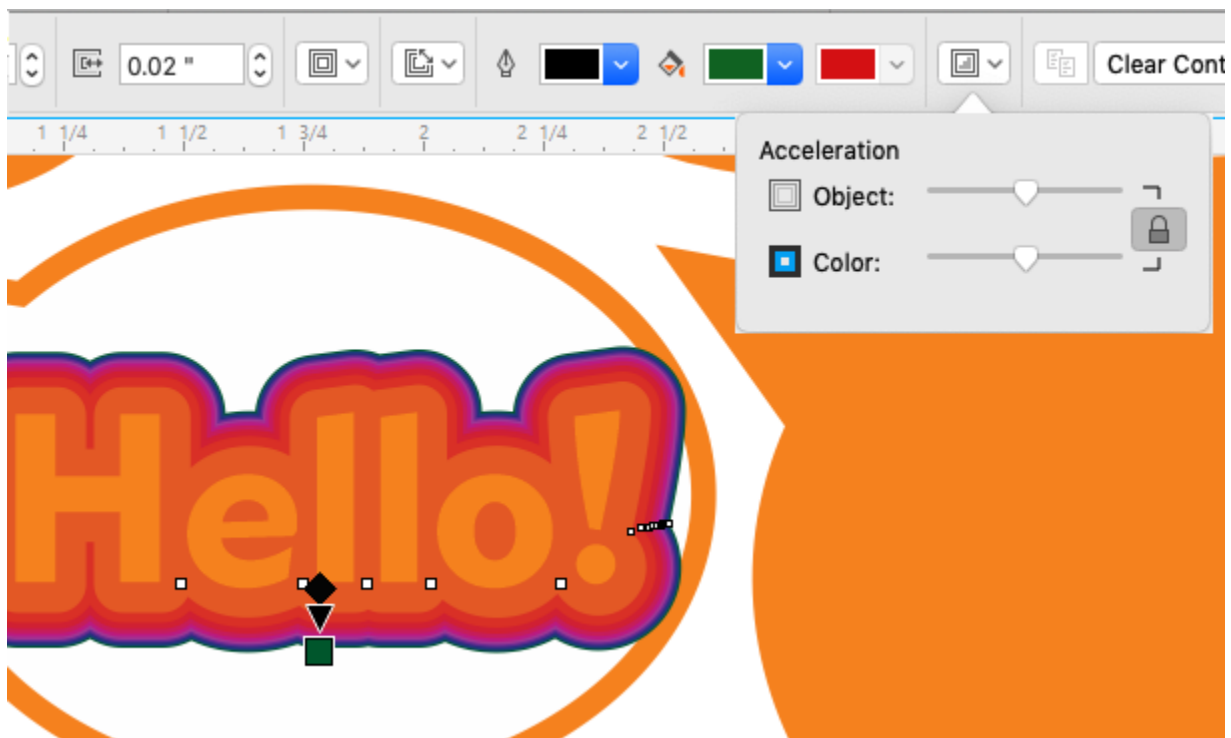 0.02 "
Clear Cont
1 1/4 1 1/2 1 3/4 2 2 1/4 2 1/2
Acceleration
Object:
Color:
Hello!